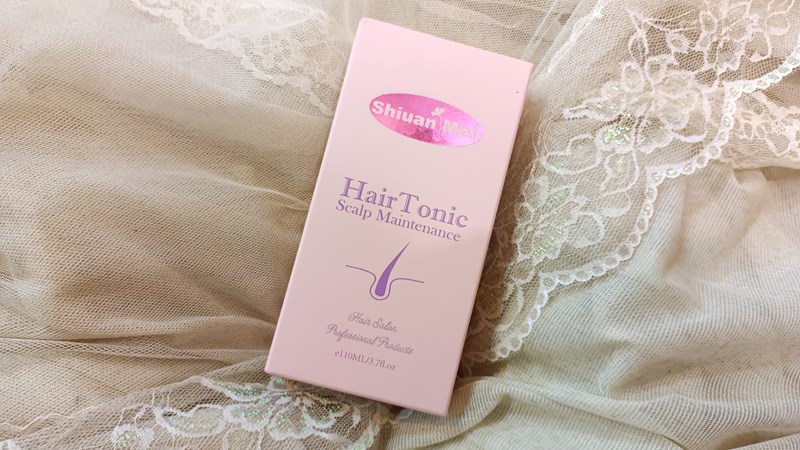 Shiuan Mei
HairTonic
Scalp Maintenance
Hair Salon
Professional Products
e110ML/3.7fl.oz